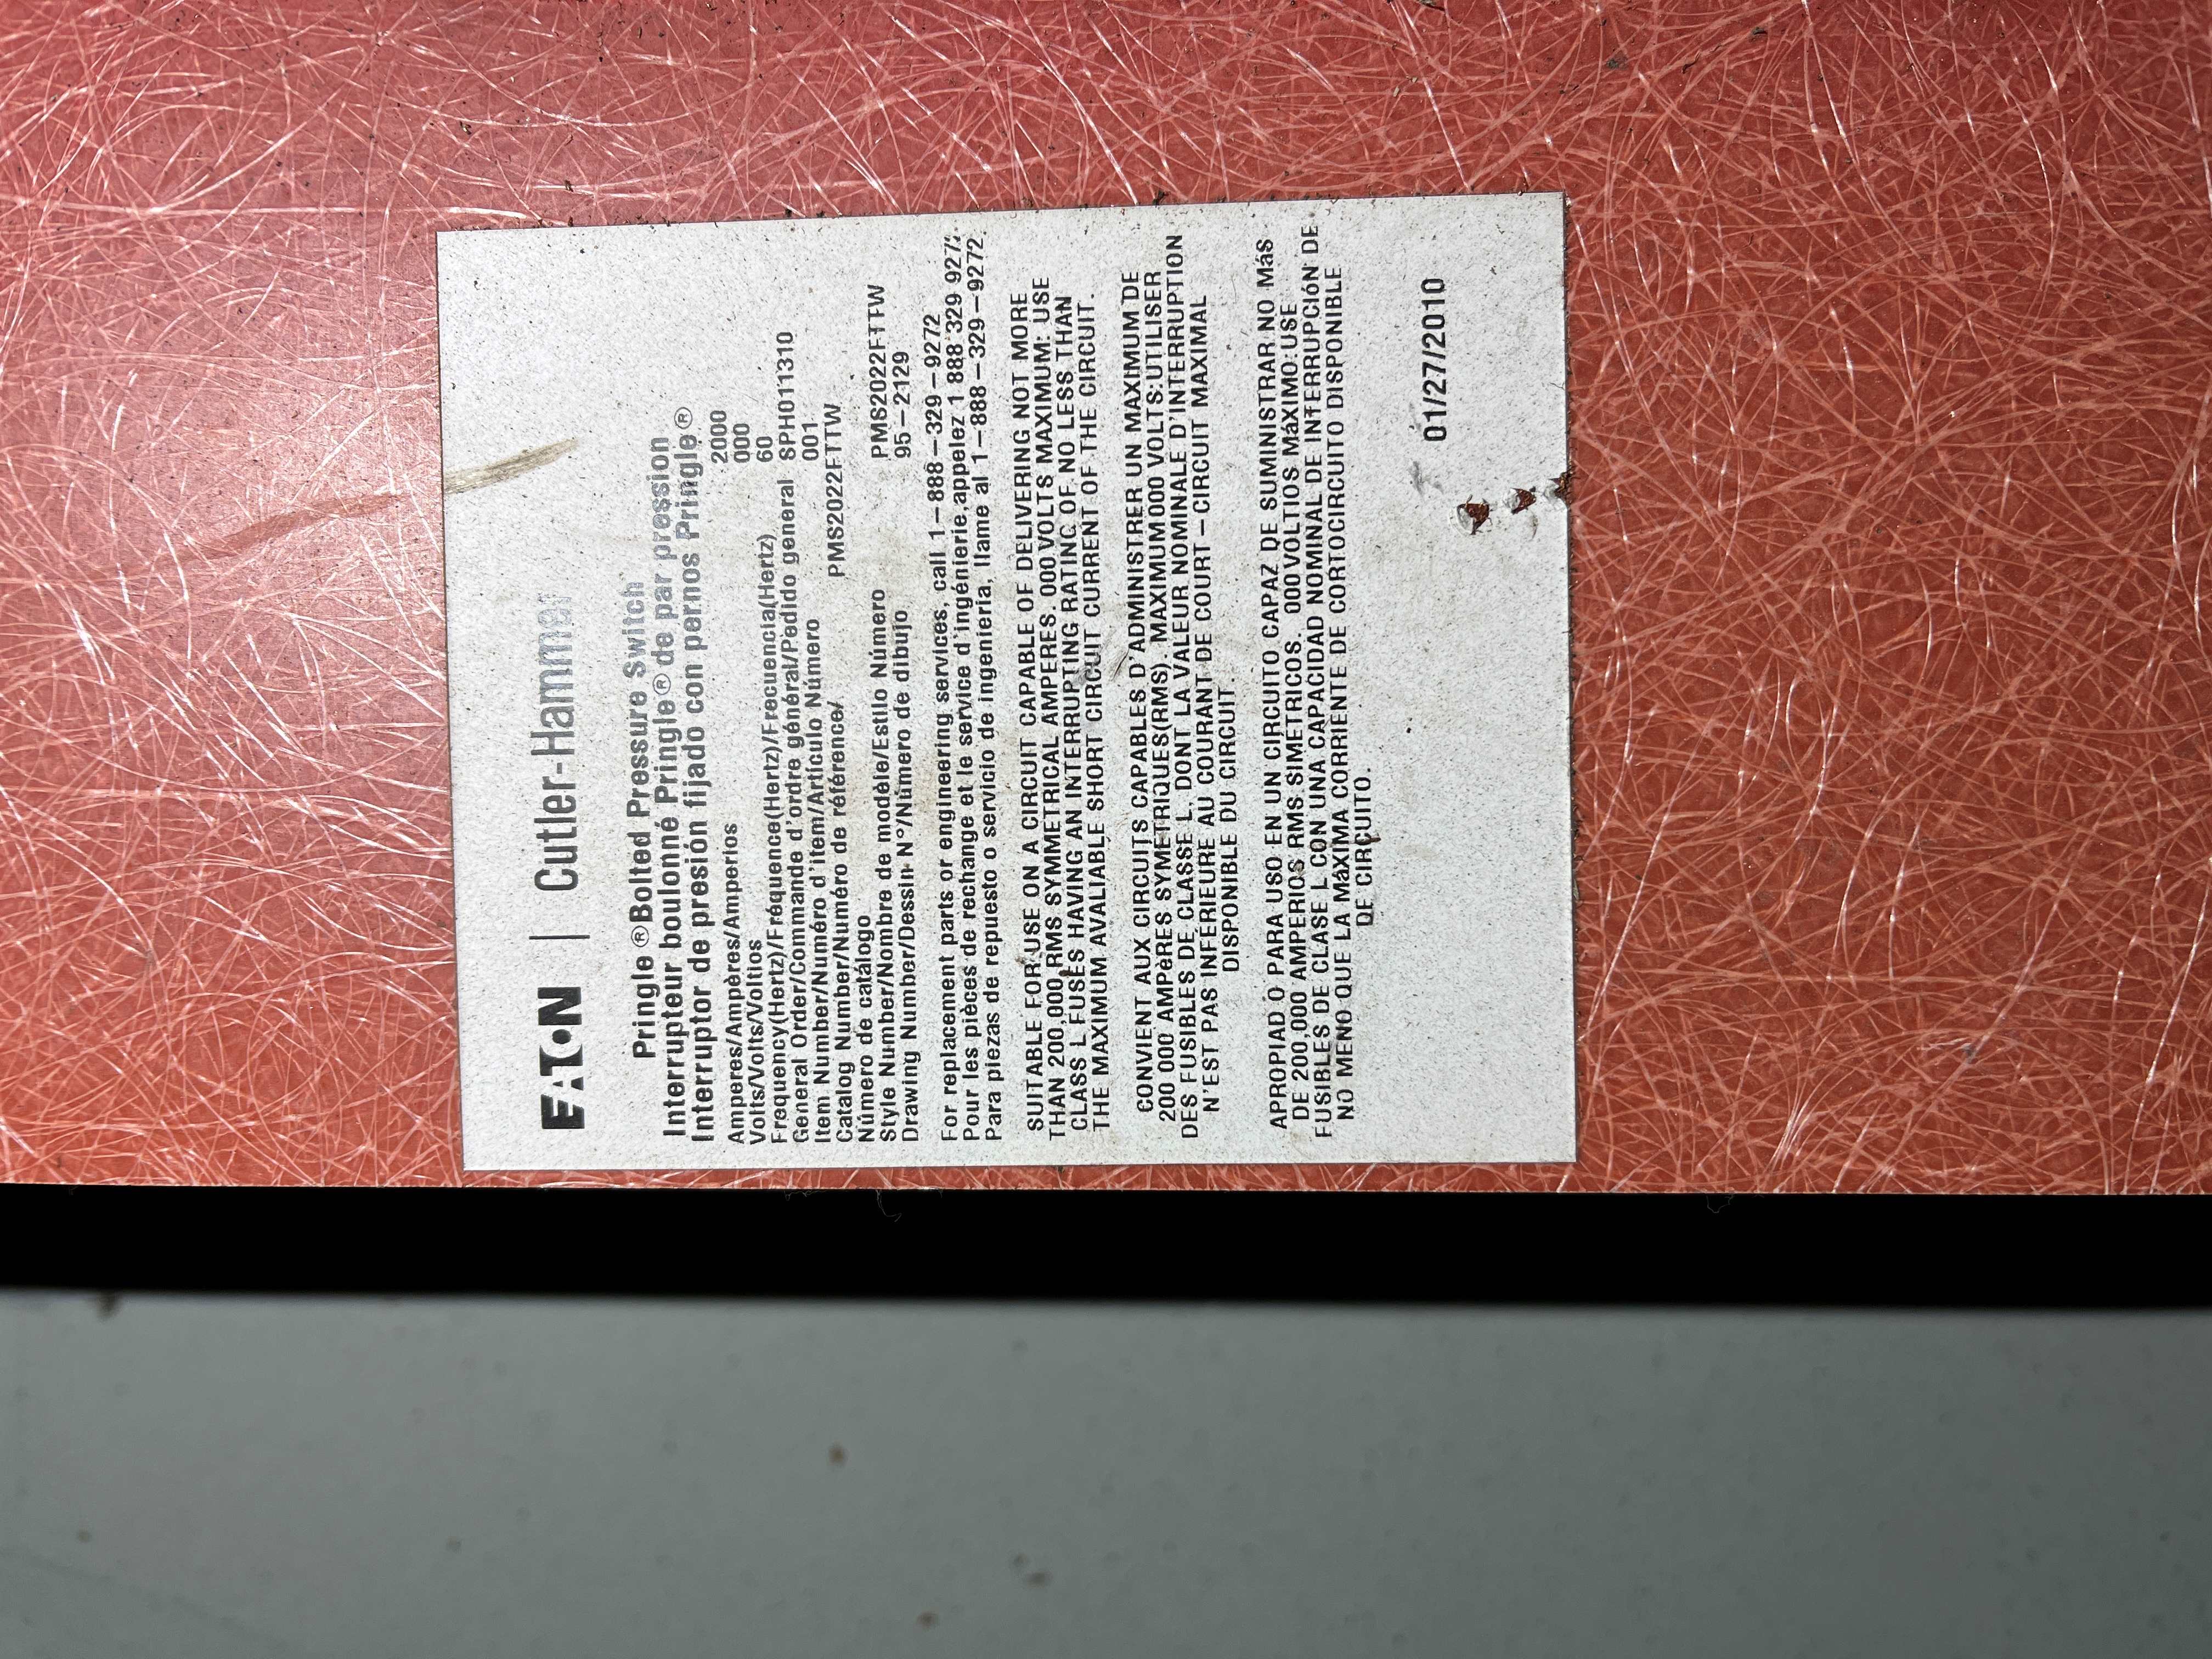 EATON | Cutler-Hammer
Pringle ® Bolted Pressure Switch
Interrupteur boulonné Pringle® de par pression
Interruptor de presión fijado con pernos Pringle®
Amperes/Ampères/Amperios 2000
Volts/Volts/Voltios 000
Frequency(Hertz)/Fréquence(Hertz)/Frecuencia(Hertz) 60
General Order/Commande d'ordre général/Pedido general SPH0111310
Item Number/Numéro d'item/Artículo Número 001
Catalog Number/Numéro de référence/ PMS2022FTTW
Número de catálogo
Style Number/Nombre de modèle/Estilo Número PMS2022FTTW
Drawing Number/Dessin N°/Número de dibujo 95-2129
For replacement parts or engineering services, call 1-888-329-9272
Pour les pièces de rechange et le service d'ingénierie, appelez 1 888 329 9272
Para piezas de repuesto o servicio de ingeniería, llame al 1-888-329-9272.
SUITABLE FOR USE ON A CIRCUIT CAPABLE OF DELIVERING NOT MORE
THAN 200,000 RMS SYMMETRICAL AMPERES. 000 VOLTS MAXIMUM: USE
CLASS L FUSES HAVING AN INTERRUPTING RATING OF NO LESS THAN
THE MAXIMUM AVALIABLE SHORT CIRCUIT CURRENT OF THE CIRCUIT.
CONVIENT AUX CIRCUITS CAPABLES D'ADMINISTRER UN MAXIMUM DE
200 000 AMPèRES SYMETRIQUES(RMS). MAXIMUM 000 VOLTS:UTILISER
DES FUSIBLES DE CLASSE L, DONT LA VALEUR NOMINALE D'INTERRUPTION
N'EST PAS INFÉRIEURE AU COURANT DE COURT-CIRCUIT MAXIMAL
DISPONIBLE DU CIRCUIT.
APROPIAD O PARA USO EN UN CIRCUITO CAPAZ DE SUMINISTRAR NO MáS
DE 200,000 AMPERIOS RMS SIMETRICOS. 000 VOLTIOS MáXIMO:USE
FUSIBLES DE CLASE L CON UNA CAPACIDAD NOMINAL DE INTERRUPCIóN DE
NO MENO QUE LA MáXIMA CORRIENTE DE CORTOCIRCUITO DISPONIBLE
DE CIRCUITO.
01/27/2010